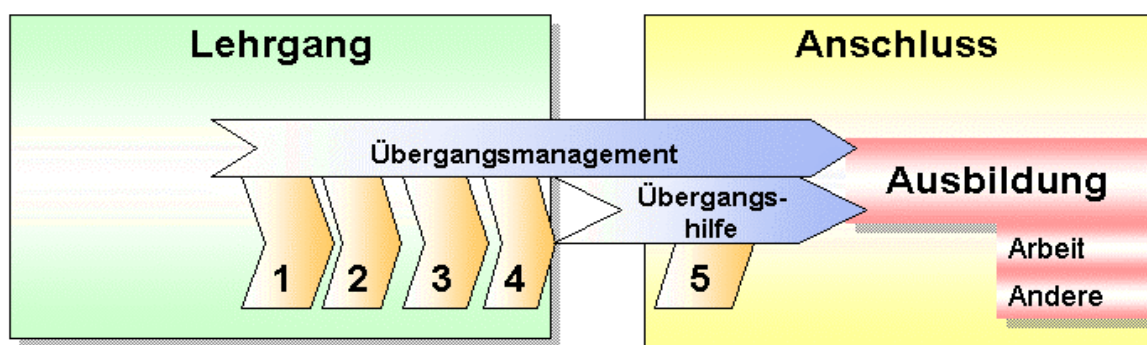 Lehrgang
Anschluss
Übergangsmanagement
Ausbildung
Übergangs-
hilfe
Arbeit
1 2 3 4 5
Andere